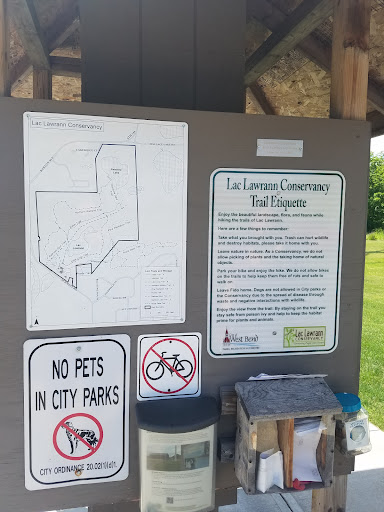 Lac Lawrann Conservancy
Lac Lawrann Conservancy
Trail Etiquette
Enjoy the beautiful landscape, flora, and fauna while
hiking the trails of Lac Lawrann.
Here are a few things to remember:
Take what you brought with you. Trash can hurt wildlife
and destroy habitats, please take it home with you.
Leave nature in nature. As a Conservancy, we do not
allow picking of plants and the taking home of natural
objects.
Park your bike and enjoy the hike. We do not allow bikes
on the trails to help keep them free of ruts and safe to
walk on.
Leave Fido home. Dogs are not allowed in City parks or
the Conservancy due to the spread of disease through
waste and negative interactions with wildlife.
Enjoy the view from the trail. By staying on the trail you
stay safe from poison ivy and help to keep the habitat
prime for plants and animals.
West Bend
Lac Lawrann
CONSERVANCY
NO PETS
IN CITY PARKS
CITY ORDINANCE 20.02(1)(d)1.